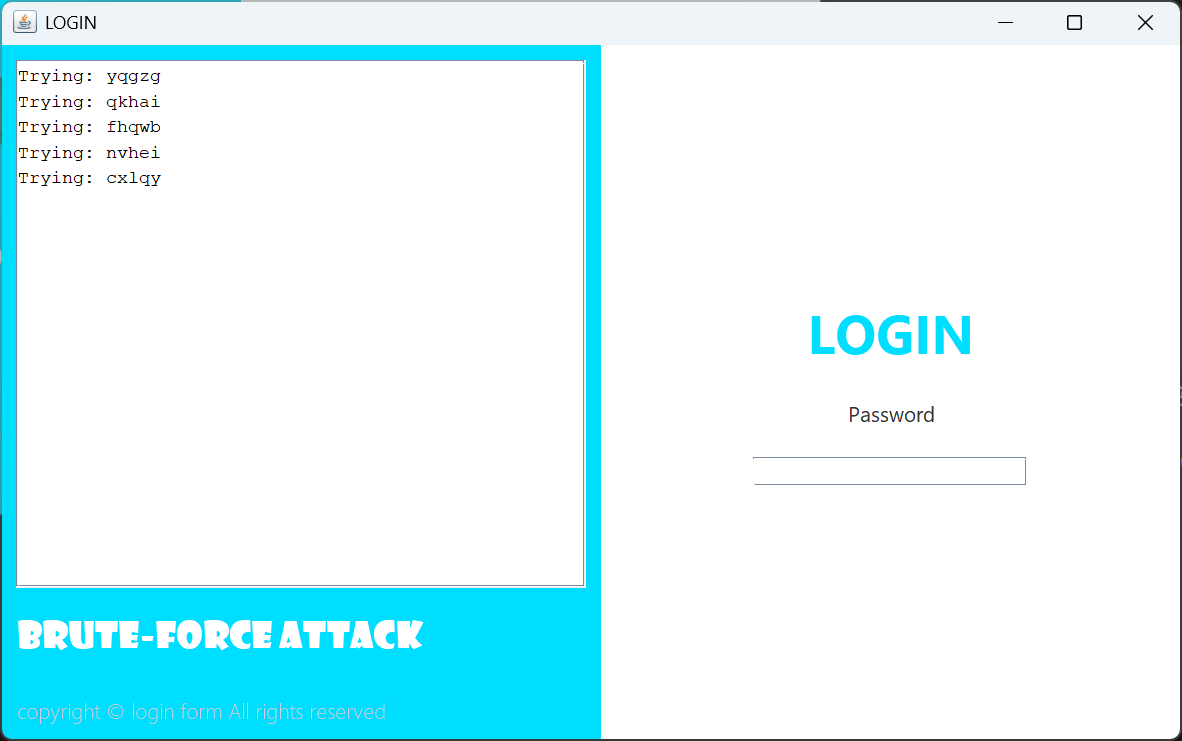 LOGIN
Trying: yqgzg
Trying: qkhai
Trying: fhqwb
Trying: nvhei
Trying: cxlqy
BRUTE-FORCE ATTACK
copyright © login form All rights reserved
LOGIN
Password